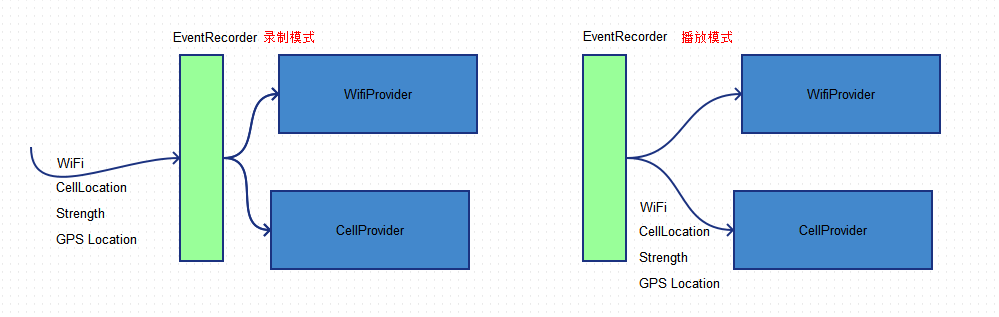 EventRecorder 录制模式
WifiProvider
WiFi
CellLocation
Strength
GPS Location
CellProvider
EventRecorder 播放模式
WifiProvider
WiFi
CellLocation
Strength
GPS Location
CellProvider